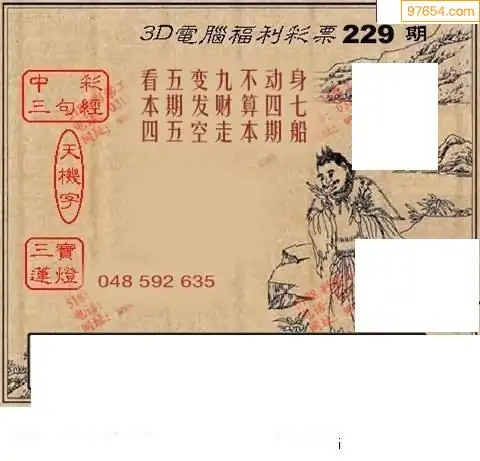 97654.com
3D電腦福利彩票 229 期
中彩
三句經
看五变九不动身
本期发财算四七
四五空走本期船
天機字
三寶
蓮燈
048 592 635
i